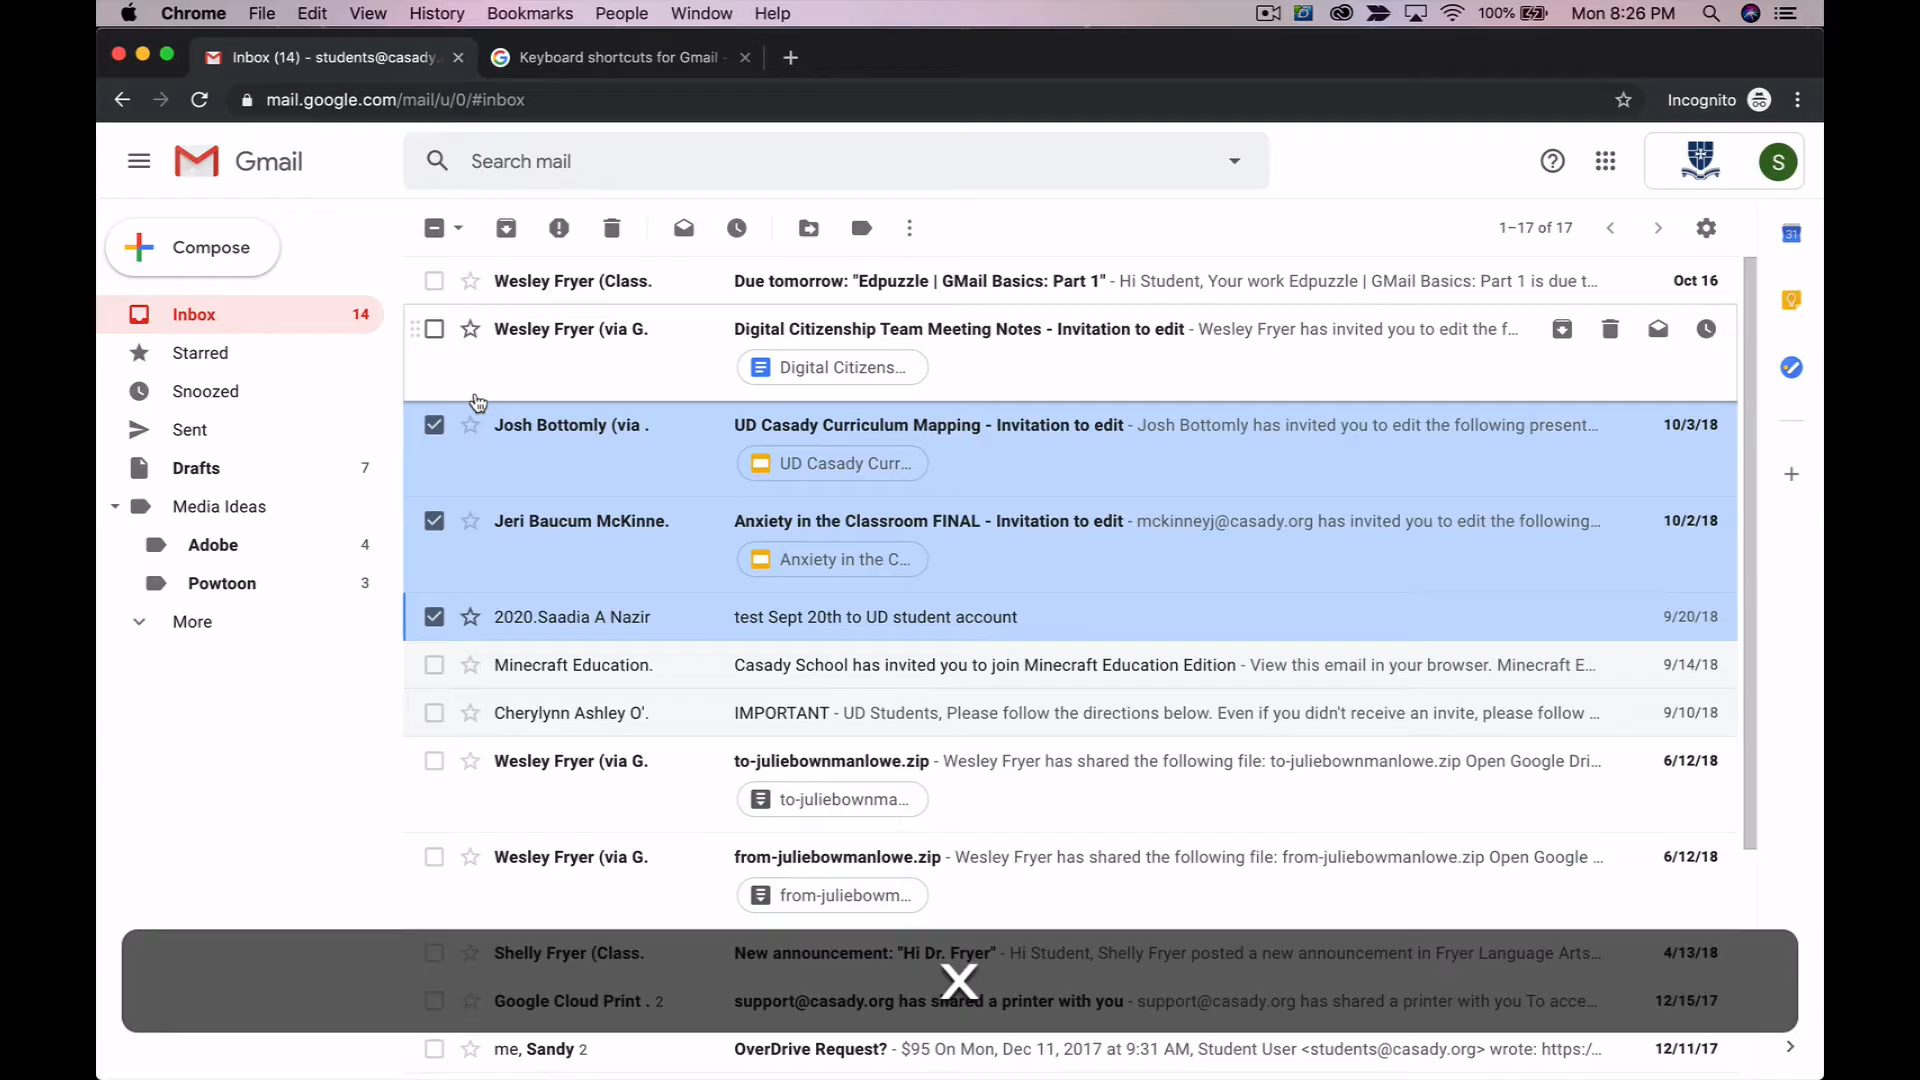 Chrome File Edit View History Bookmarks People Window Help 100% Mon 8:26 PM
Inbox (14) - students@casady. Keyboard shortcuts for Gmail -
mail.google.com/mail/u/0/#inbox Incognito
Gmail Search mail S
Compose 1–17 of 17 31
Inbox 14
Starred
Snoozed
Sent
Drafts 7
Media Ideas
Adobe 4
Powtoon 3
More
Wesley Fryer (Class. Due tomorrow: "Edpuzzle | GMail Basics: Part 1" - Hi Student, Your work Edpuzzle | GMail Basics: Part 1 is due t... Oct 16
Wesley Fryer (via G. Digital Citizenship Team Meeting Notes - Invitation to edit - Wesley Fryer has invited you to edit the f...
Digital Citizens...
Josh Bottomly (via . UD Casady Curriculum Mapping - Invitation to edit - Josh Bottomly has invited you to edit the following present... 10/3/18
UD Casady Curr...
Jeri Baucum McKinne. Anxiety in the Classroom FINAL - Invitation to edit - mckinneyj@casady.org has invited you to edit the following... 10/2/18
Anxiety in the C...
2020.Saadia A Nazir test Sept 20th to UD student account 9/20/18
Minecraft Education. Casady School has invited you to join Minecraft Education Edition - View this email in your browser. Minecraft E... 9/14/18
Cherylynn Ashley O'. IMPORTANT - UD Students, Please follow the directions below. Even if you didn't receive an invite, please follow ... 9/10/18
Wesley Fryer (via G. to-juliebownmanlowe.zip - Wesley Fryer has shared the following file: to-juliebownmanlowe.zip Open Google Dri... 6/12/18
to-juliebownma...
Wesley Fryer (via G. from-juliebowmanlowe.zip - Wesley Fryer has shared the following file: from-juliebowmanlowe.zip Open Google ... 6/12/18
from-juliebowm...
Shelly Fryer (Class. New announcement: "Hi Dr. Fryer" - Hi Student, Shelly Fryer posted a new announcement in Fryer Language Arts... 4/13/18
X
Google Cloud Print . 2 support@casady.org has shared a printer with you - support@casady.org has shared a printer with you To acce... 12/15/17
me, Sandy 2 OverDrive Request? - $95 On Mon, Dec 11, 2017 at 9:31 AM, Student User <students@casady.org> wrote: https:/... 12/11/17